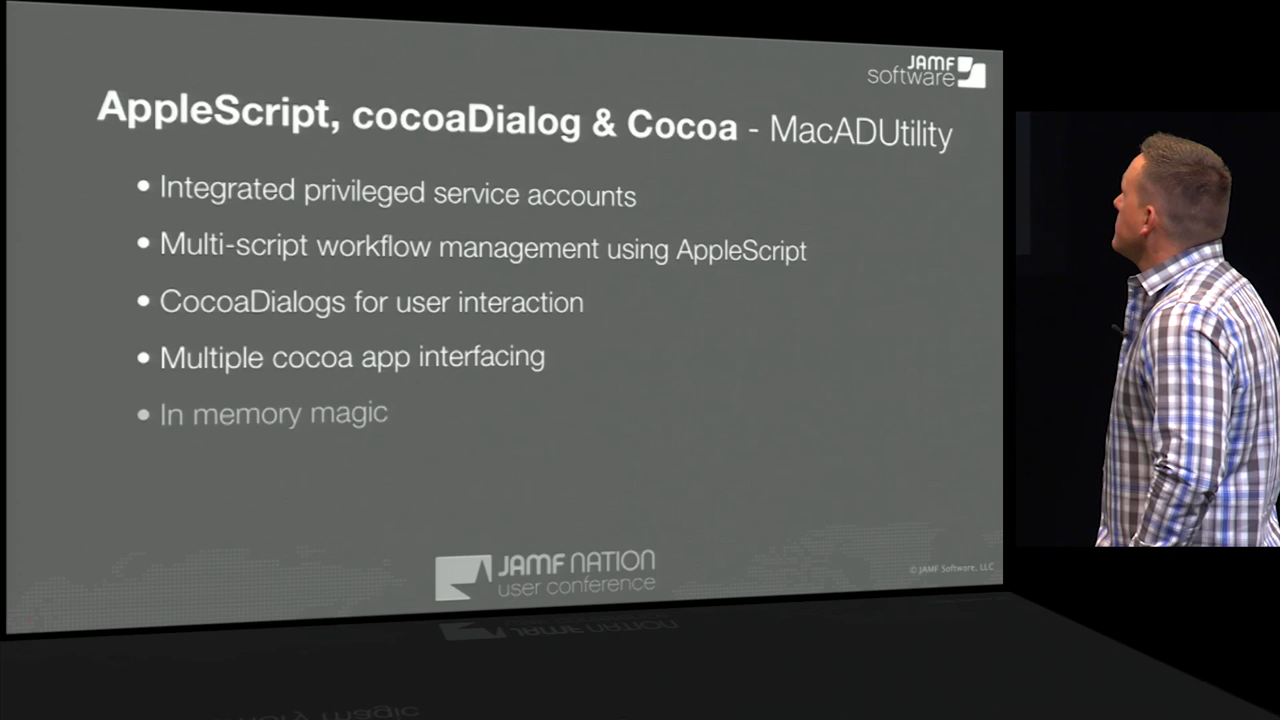 JAMF
software
AppleScript, cocoaDialog & Cocoa - MacADUtility
• Integrated privileged service accounts
• Multi-script workflow management using AppleScript
• CocoaDialogs for user interaction
• Multiple cocoa app interfacing
• In memory magic
JAMF NATION
user conference
© JAMF Software, LLC